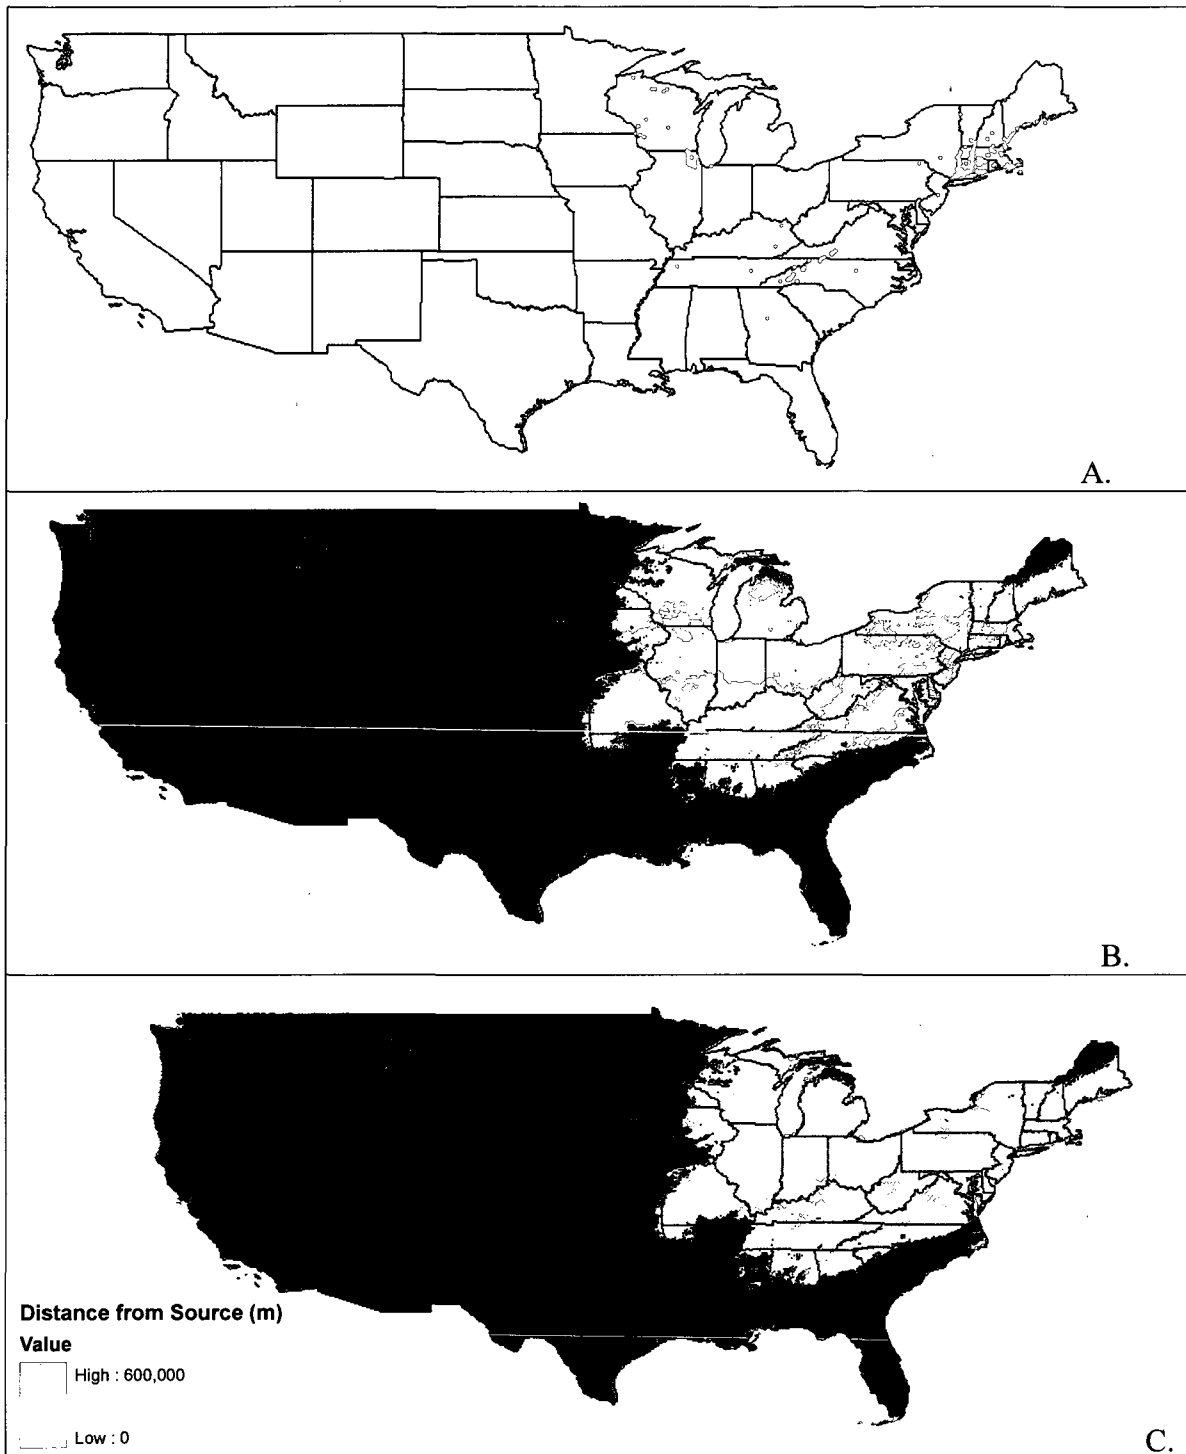 A.
B.
Distance from Source (m)
Value
High : 600,000
Low : 0
C.